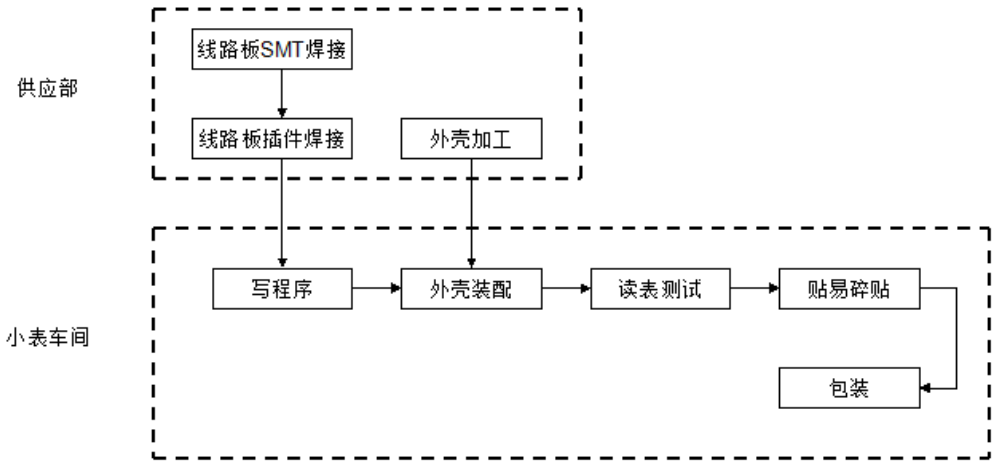 线路板SMT焊接
供应部
线路板插件焊接
外壳加工
写程序
外壳装配
读表测试
贴易碎贴
小表车间
包装